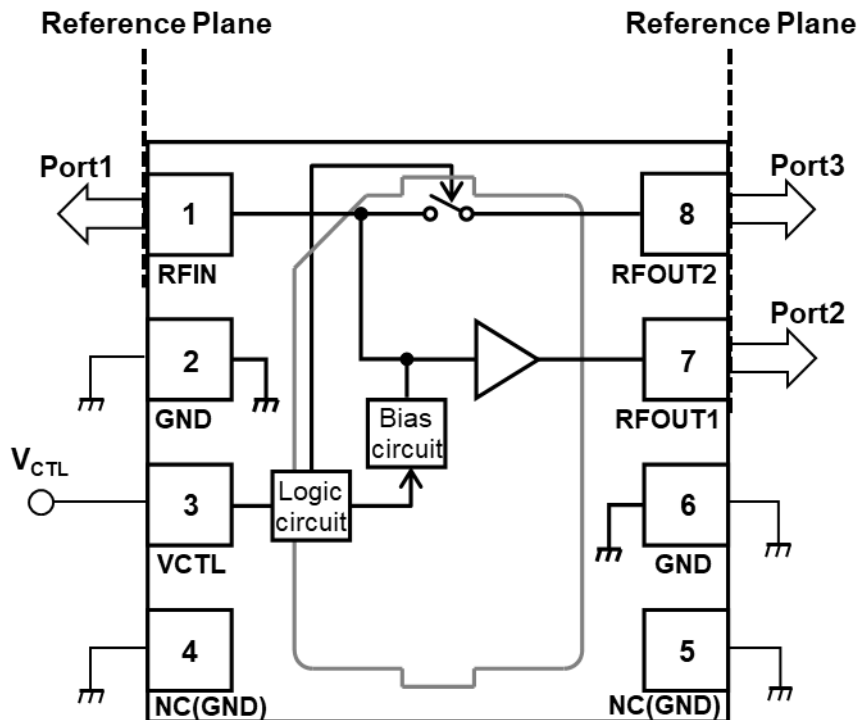 Reference Plane
Reference Plane
Port1
Port3
1
8
RFIN
RFOUT2
Port2
2
7
GND
RFOUT1
Bias
circuit
VCTL
3
Logic
circuit
6
VCTL
GND
4
5
NC(GND)
NC(GND)